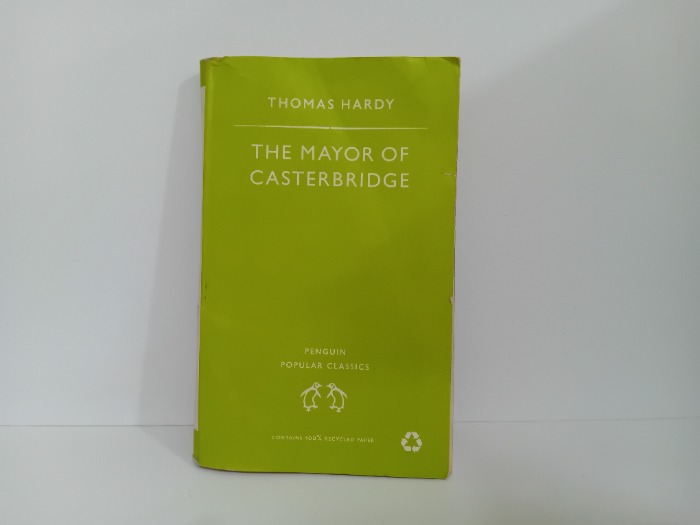 THOMAS HARDY
THE MAYOR OF
CASTERBRIDGE
PENGUIN
POPULAR CLASSICS
CONTAINS 100% RECYCLED PAPER